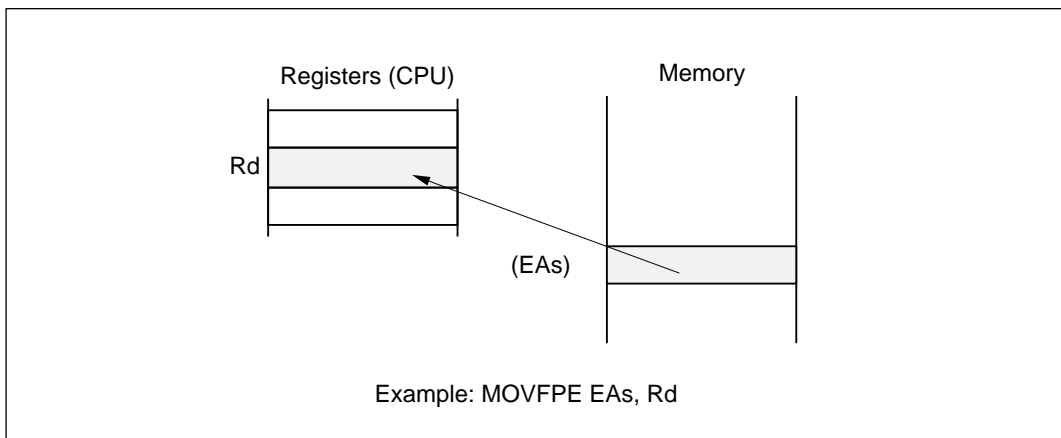 Registers (CPU)
Memory
Rd
(EAs)
Example: MOVFPE EAs, Rd